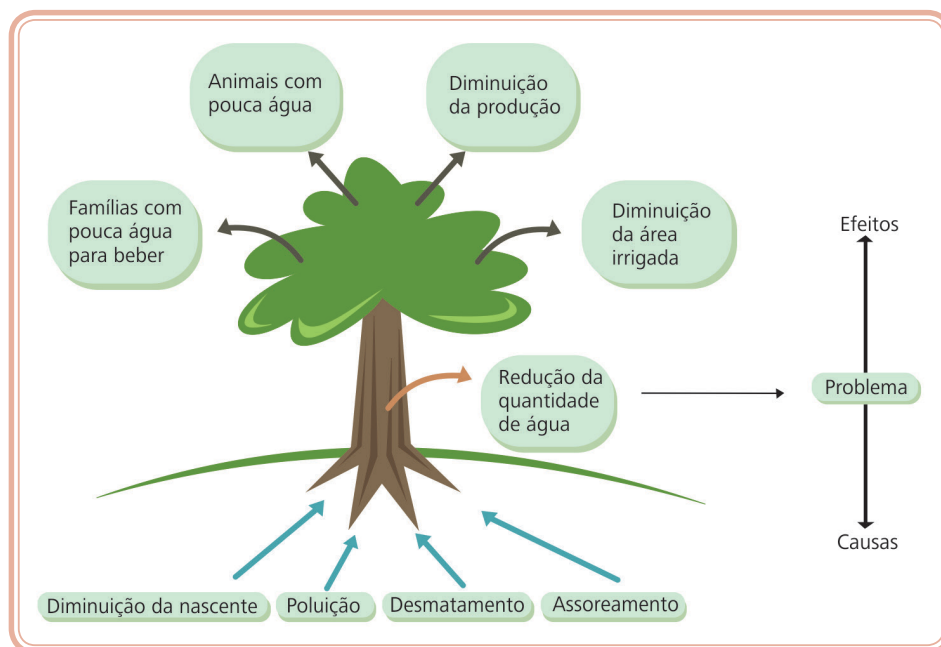 Animais com
pouca água
Diminuição
da produção
Famílias com
pouca água
para beber
Diminuição
da área
irrigada
Efeitos
Redução da
quantidade
de água
Problema
Causas
Diminuição da nascente
Poluição
Desmatamento
Assoreamento